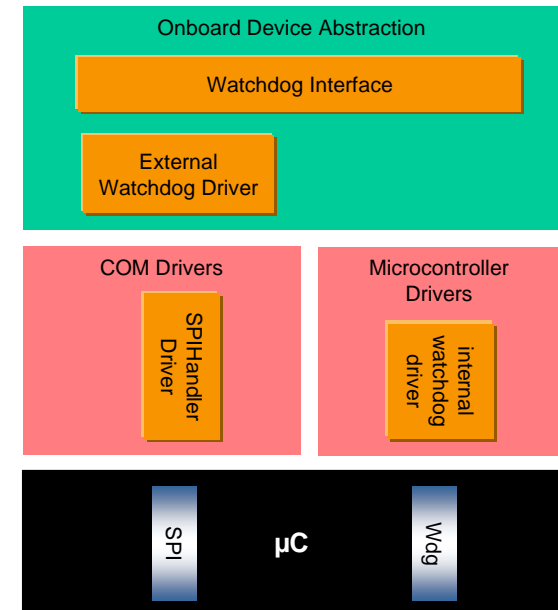 Onboard Device Abstraction
Watchdog Interface
External
Watchdog Driver
COM Drivers
SPIHandler
Driver
Microcontroller
Drivers
internal
watchdog
driver
SPI
µC
Wdg